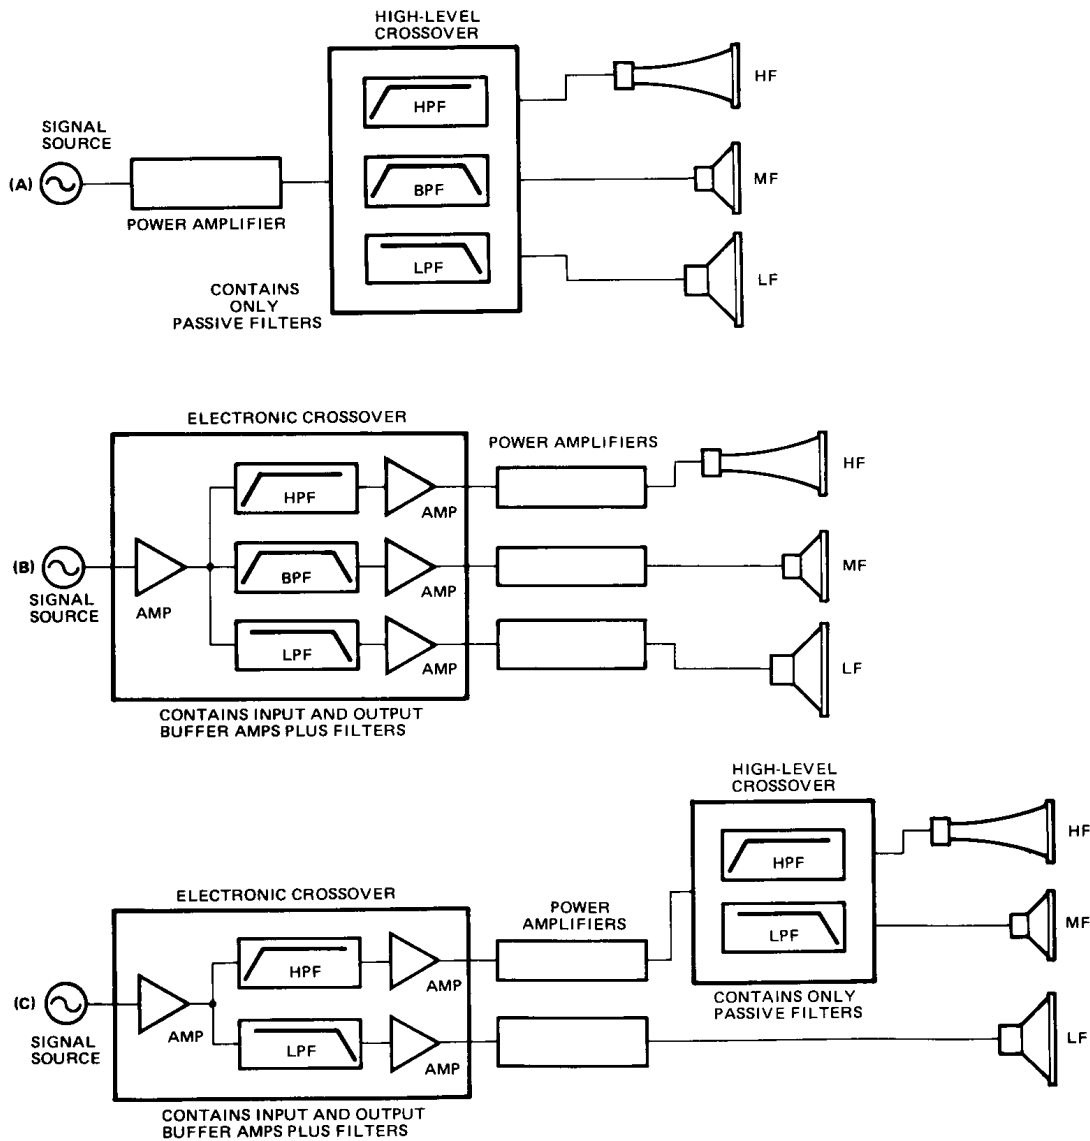 HIGH-LEVEL
CROSSOVER
HPF
HF
SIGNAL
SOURCE
(A)
BPF
MF
POWER AMPLIFIER
LPF
LF
CONTAINS
ONLY
PASSIVE FILTERS
ELECTRONIC CROSSOVER
POWER AMPLIFIERS
HPF
AMP
HF
(B)
SIGNAL
SOURCE
AMP
BPF
AMP
MF
LPF
AMP
LF
CONTAINS INPUT AND OUTPUT
BUFFER AMPS PLUS FILTERS
HIGH-LEVEL
CROSSOVER
HPF
HF
LPF
MF
CONTAINS ONLY
PASSIVE FILTERS
ELECTRONIC CROSSOVER
POWER
AMPLIFIERS
HPF
AMP
(C)
SIGNAL
SOURCE
AMP
LPF
AMP
LF
CONTAINS INPUT AND OUTPUT
BUFFER AMPS PLUS FILTERS